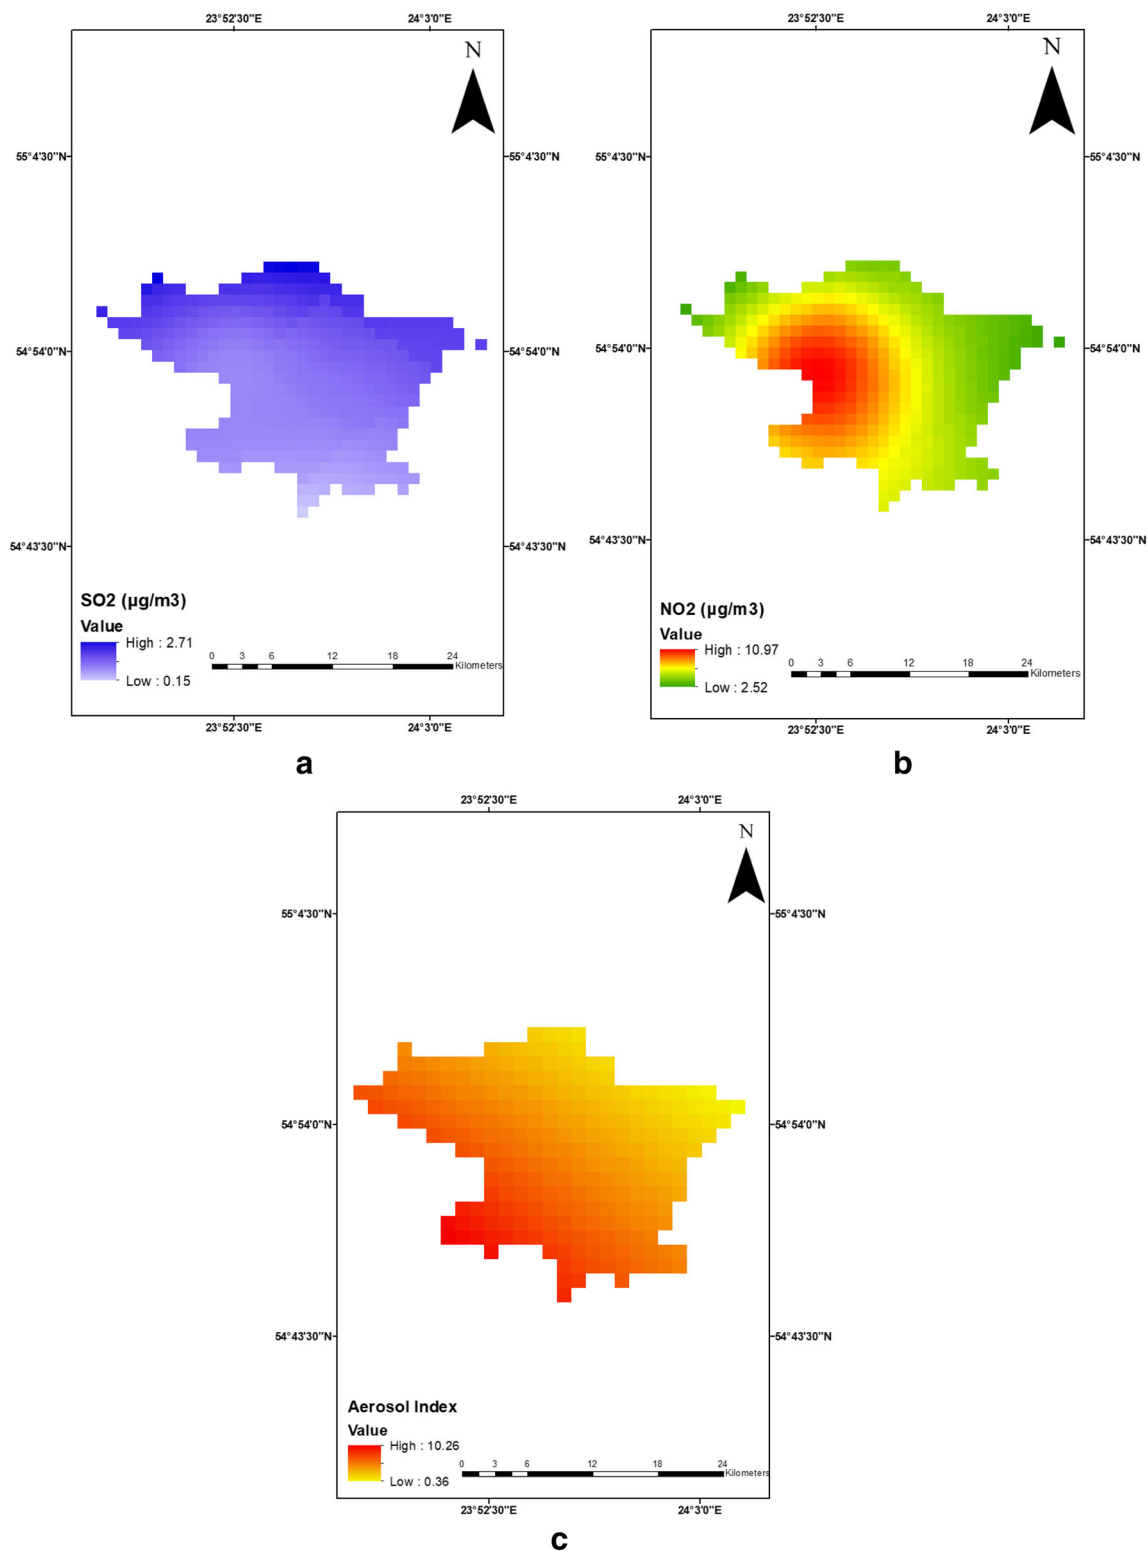 23°52'30"E 24°3'0"E
N
55°4'30"N 55°4'30"N
54°54'0"N 54°54'0"N
54°43'30"N 54°43'30"N
SO2 (µg/m3)
Value
High : 2.71
Low : 0.15
0 3 6 12 18 24
Kilometers
23°52'30"E 24°3'0"E
a
23°52'30"E 24°3'0"E
N
55°4'30"N 55°4'30"N
54°54'0"N 54°54'0"N
54°43'30"N 54°43'30"N
NO2 (µg/m3)
Value
High : 10.97
Low : 2.52
0 3 6 12 18 24
Kilometers
23°52'30"E 24°3'0"E
b
23°52'30"E 24°3'0"E
N
55°4'30"N 55°4'30"N
54°54'0"N 54°54'0"N
54°43'30"N 54°43'30"N
Aerosol Index
Value
High : 10.26
Low : 0.36
0 3 6 12 18 24
Kilometers
23°52'30"E 24°3'0"E
c